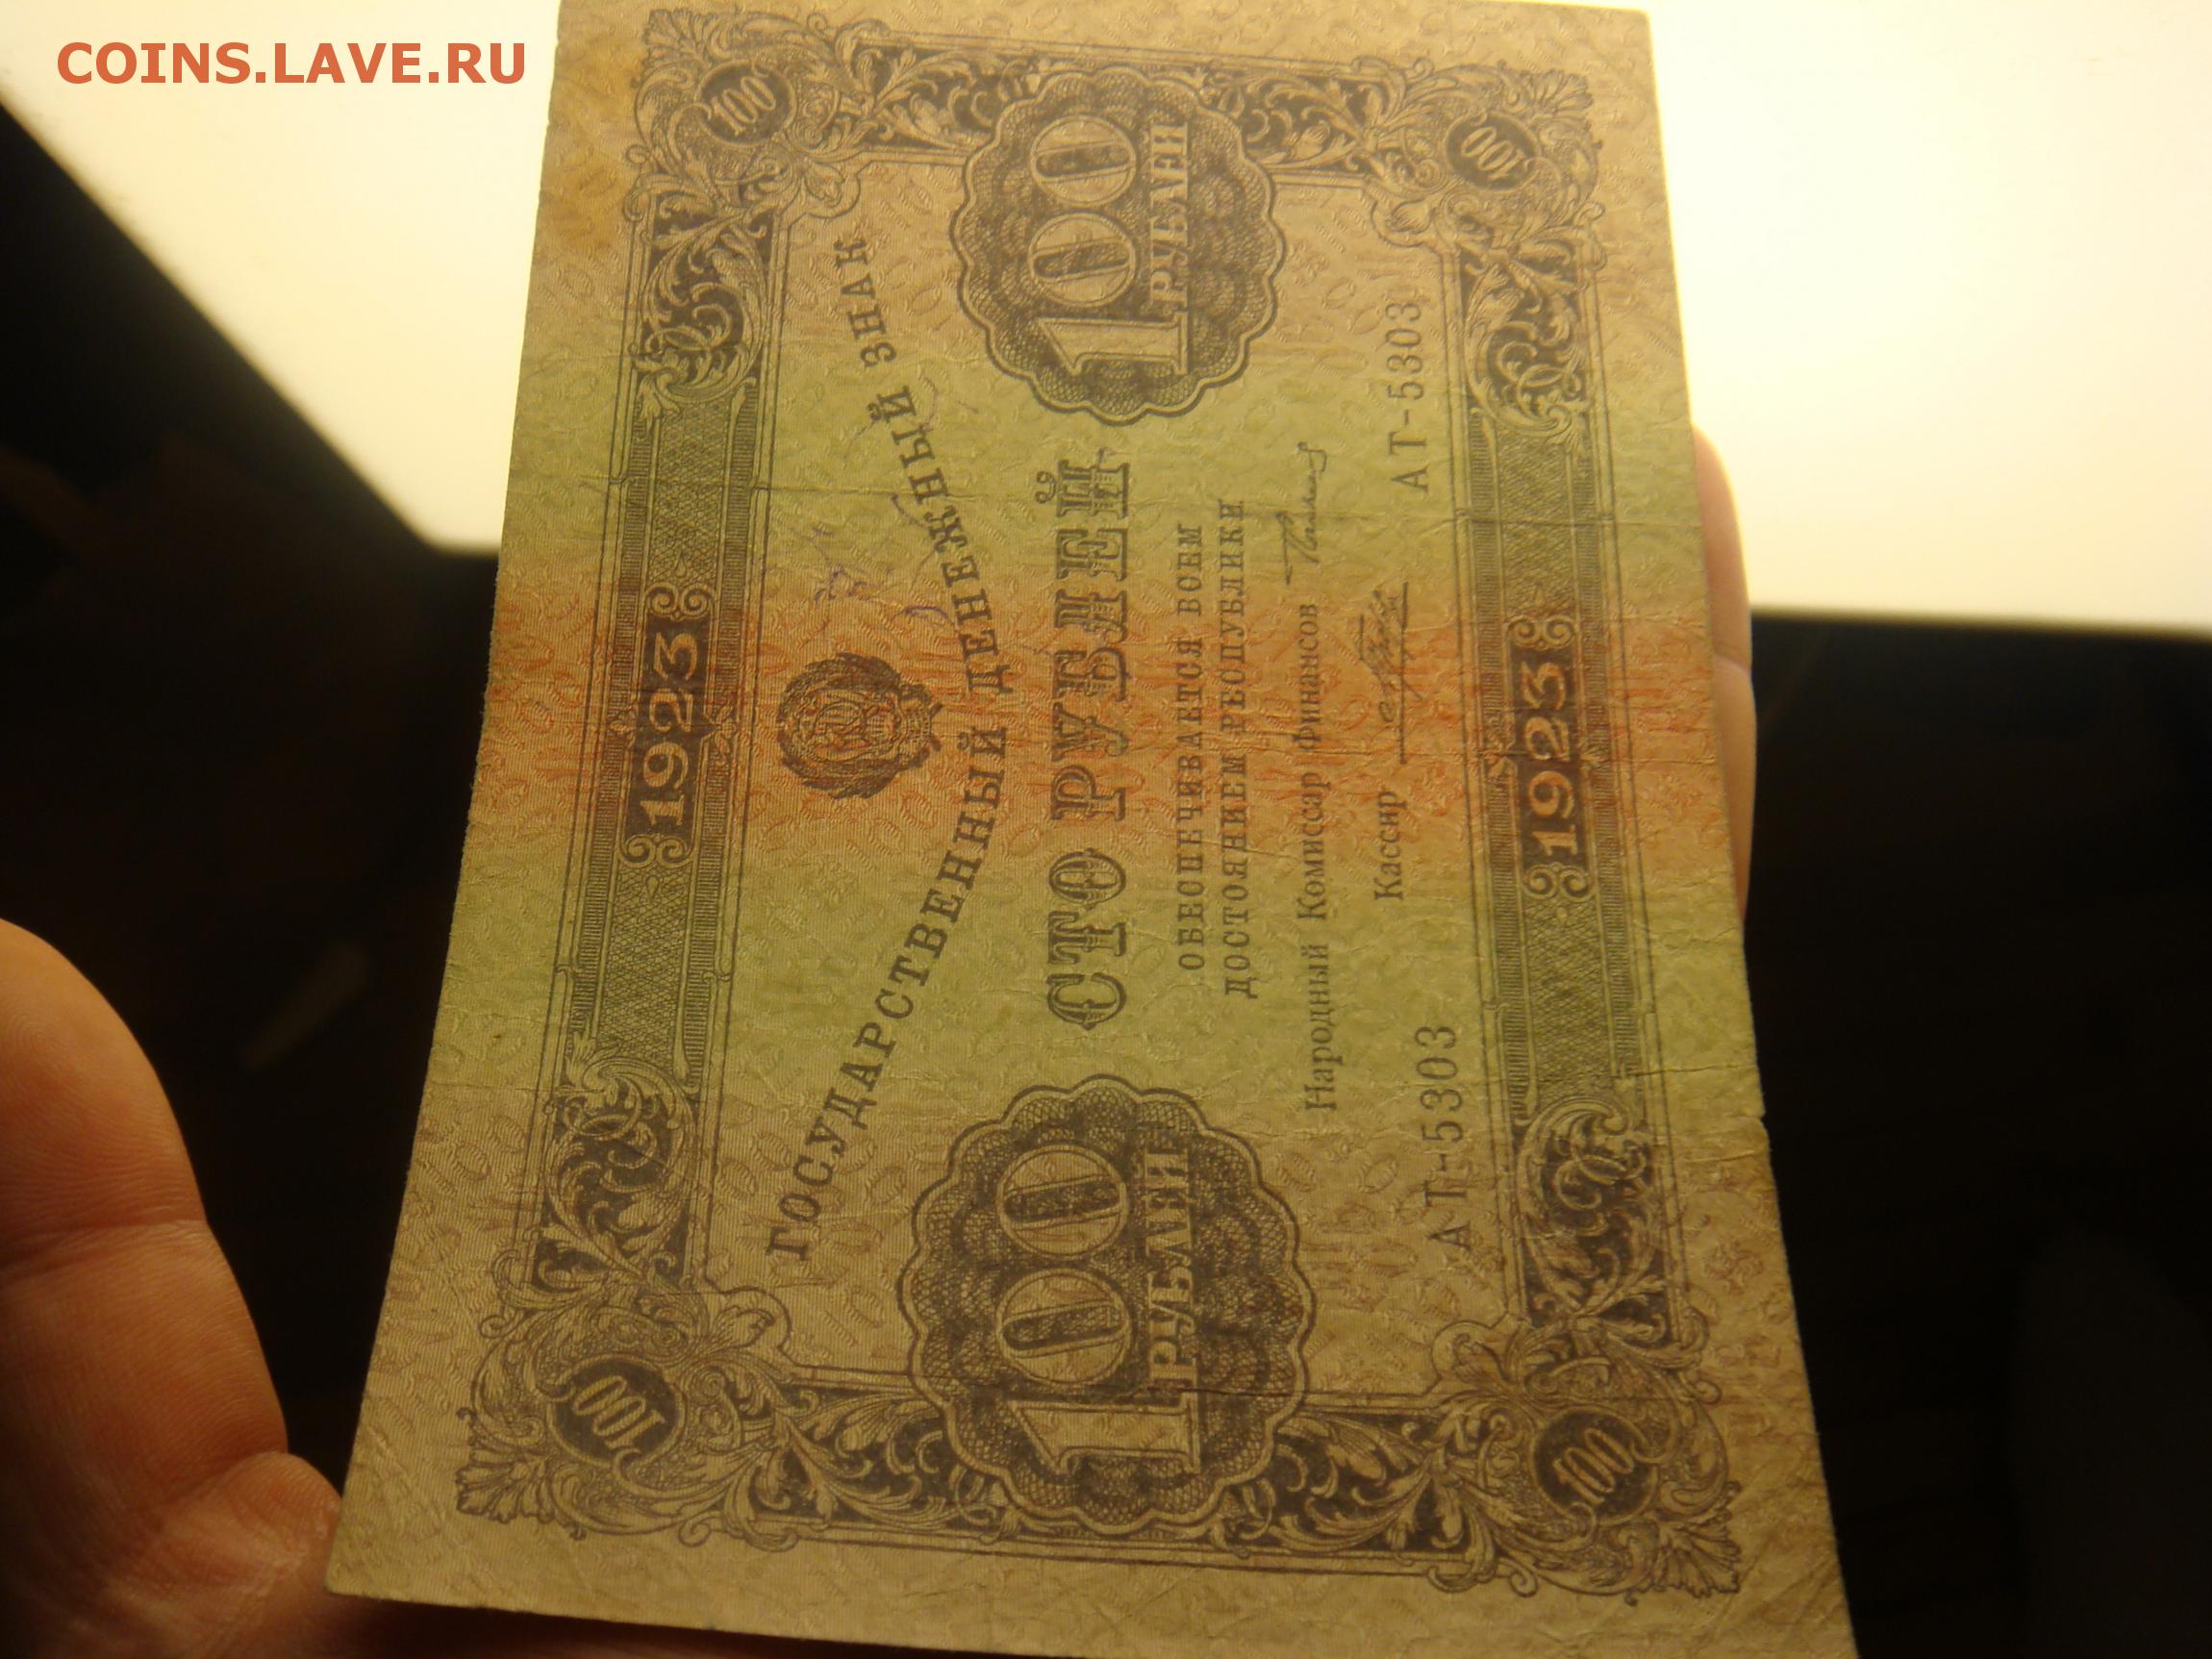 COINS.LAVE.RU
1923
100
100
ГОСУДАРСТВЕННЫЙ ДЕНЕЖНЫЙ ЗНАК
100
РУБЛЕЙ
СТО РУБЛЕЙ
100
РУБЛЕЙ
ОБЕСПЕЧИВАЕТСЯ ВСЕМ
ДОСТОЯНИЕМ РЕСПУБЛИКИ
Народный Комиссар Финансов
Кассир
АТ-5303
АТ-5303
100
1923
100